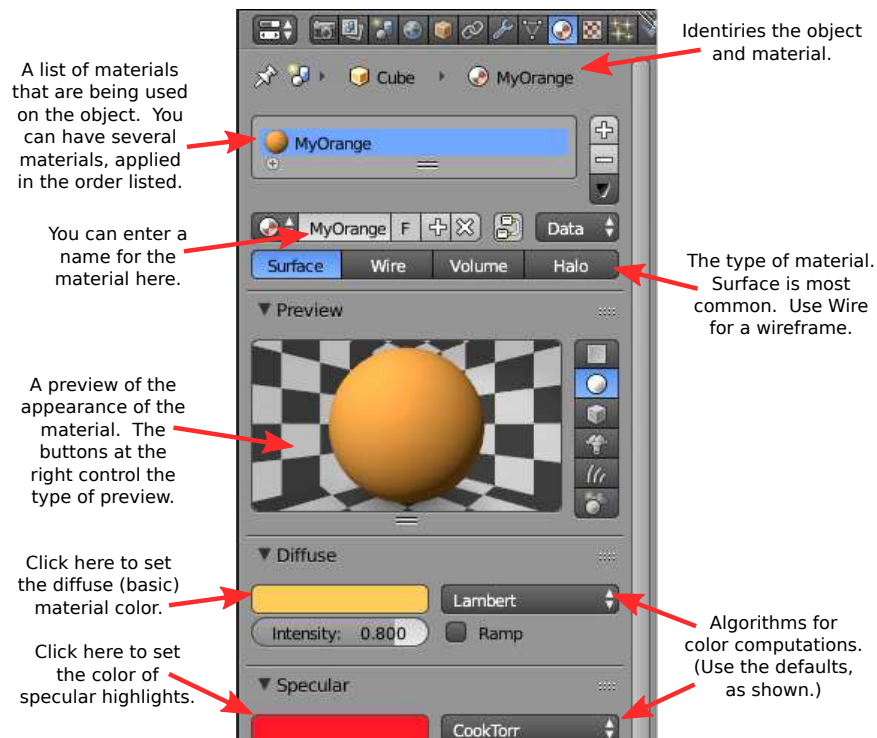 Identiries the object
and material.
Cube
MyOrange
A list of materials
that are being used
on the object. You
can have several
materials, applied
in the order listed.
MyOrange
You can enter a
name for the
material here.
MyOrange F Data
Surface Wire Volume Halo
The type of material.
Surface is most
common. Use Wire
for a wireframe.
Preview
A preview of the
appearance of the
material. The
buttons at the
right control the
type of preview.
Diffuse
Click here to set
the diffuse (basic)
material color.
Lambert
Intensity: 0.800 Ramp
Algorithms for
color computations.
(Use the defaults,
as shown.)
Click here to set
the color of
specular highlights.
Specular
CookTorr